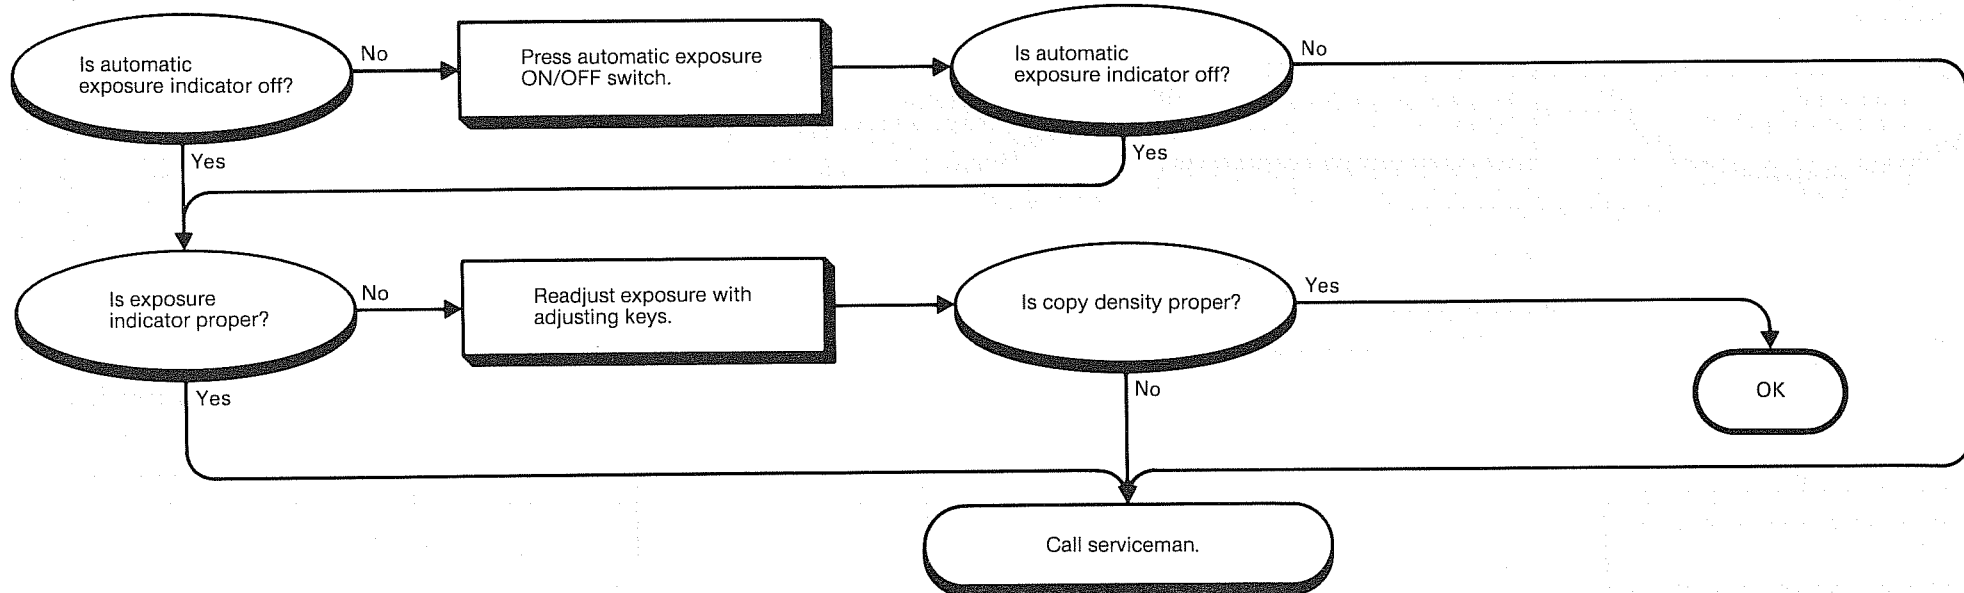 Is automatic
exposure indicator off?
No
Press automatic exposure
ON/OFF switch.
Is automatic
exposure indicator off?
No
Yes
Yes
Is exposure
indicator proper?
No
Readjust exposure with
adjusting keys.
Is copy density proper?
Yes
Yes
No
OK
Call serviceman.